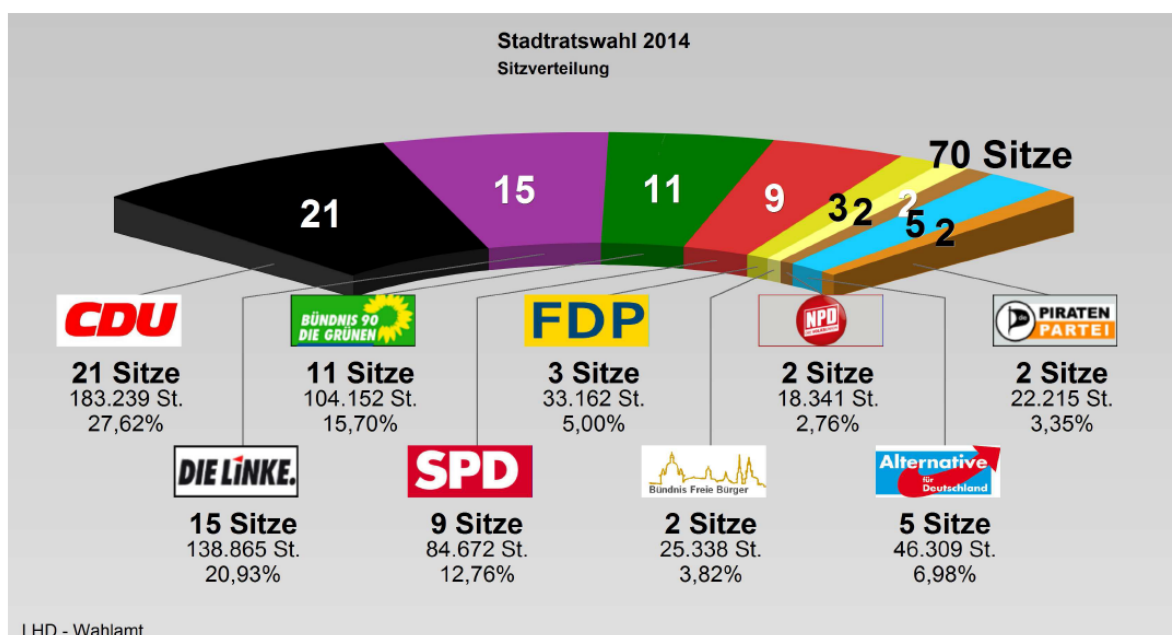 Stadtratswahl 2014
Sitzverteilung
70 Sitze
21
15
11
9
3
2
2
5
2
CDU
21 Sitze
183.239 St.
27,62%
BÜNDNIS 90
DIE GRÜNEN
11 Sitze
104.152 St.
15,70%
FDP
3 Sitze
33.162 St.
5,00%
NPD
2 Sitze
18.341 St.
2,76%
PIRATEN
PARTEI
2 Sitze
22.215 St.
3,35%
DIE LINKE.
15 Sitze
138.865 St.
20,93%
SPD
9 Sitze
84.672 St.
12,76%
Bündnis Freie Bürger
2 Sitze
25.338 St.
3,82%
Alternative
für
Deutschland
5 Sitze
46.309 St.
6,98%
LHD - Wahlamt